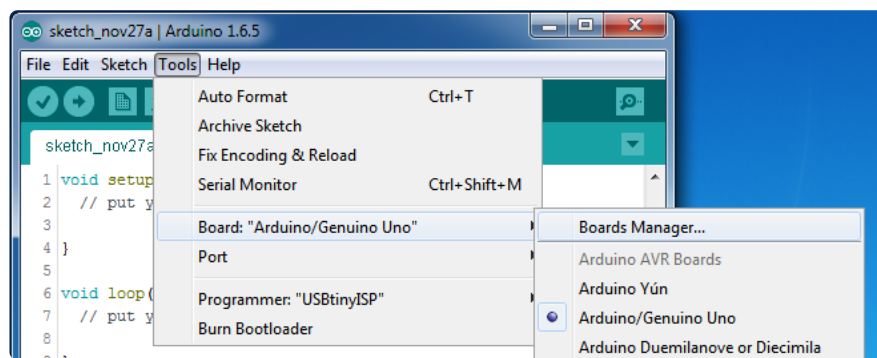 sketch_nov27a | Arduino 1.6.5
File Edit Sketch Tools Help
Auto Format Ctrl+T
Archive Sketch
sketch_nov27a
Fix Encoding & Reload
1 void setup
Serial Monitor Ctrl+Shift+M
2 // put y
3
Board: "Arduino/Genuino Uno"
Boards Manager...
4 }
Port
Arduino AVR Boards
5
Arduino Yún
6 void loop(
Programmer: "USBtinyISP"
7 // put y
Arduino/Genuino Uno
Burn Bootloader
8
Arduino Duemilanove or Diecimila